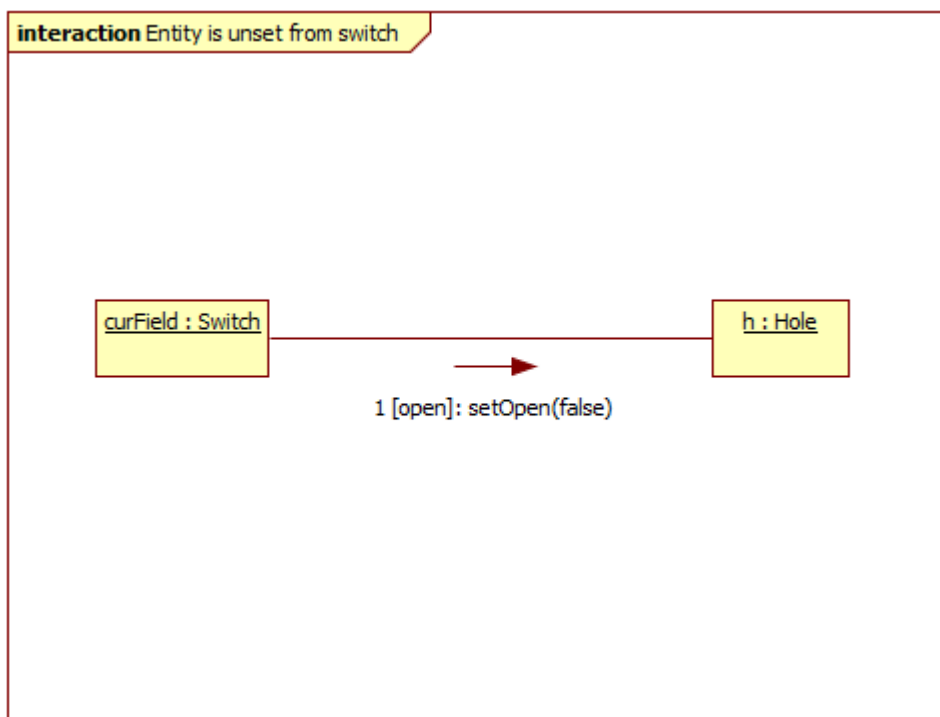 interaction Entity is unset from switch
curField : Switch
h : Hole
1 [open]: setOpen(false)